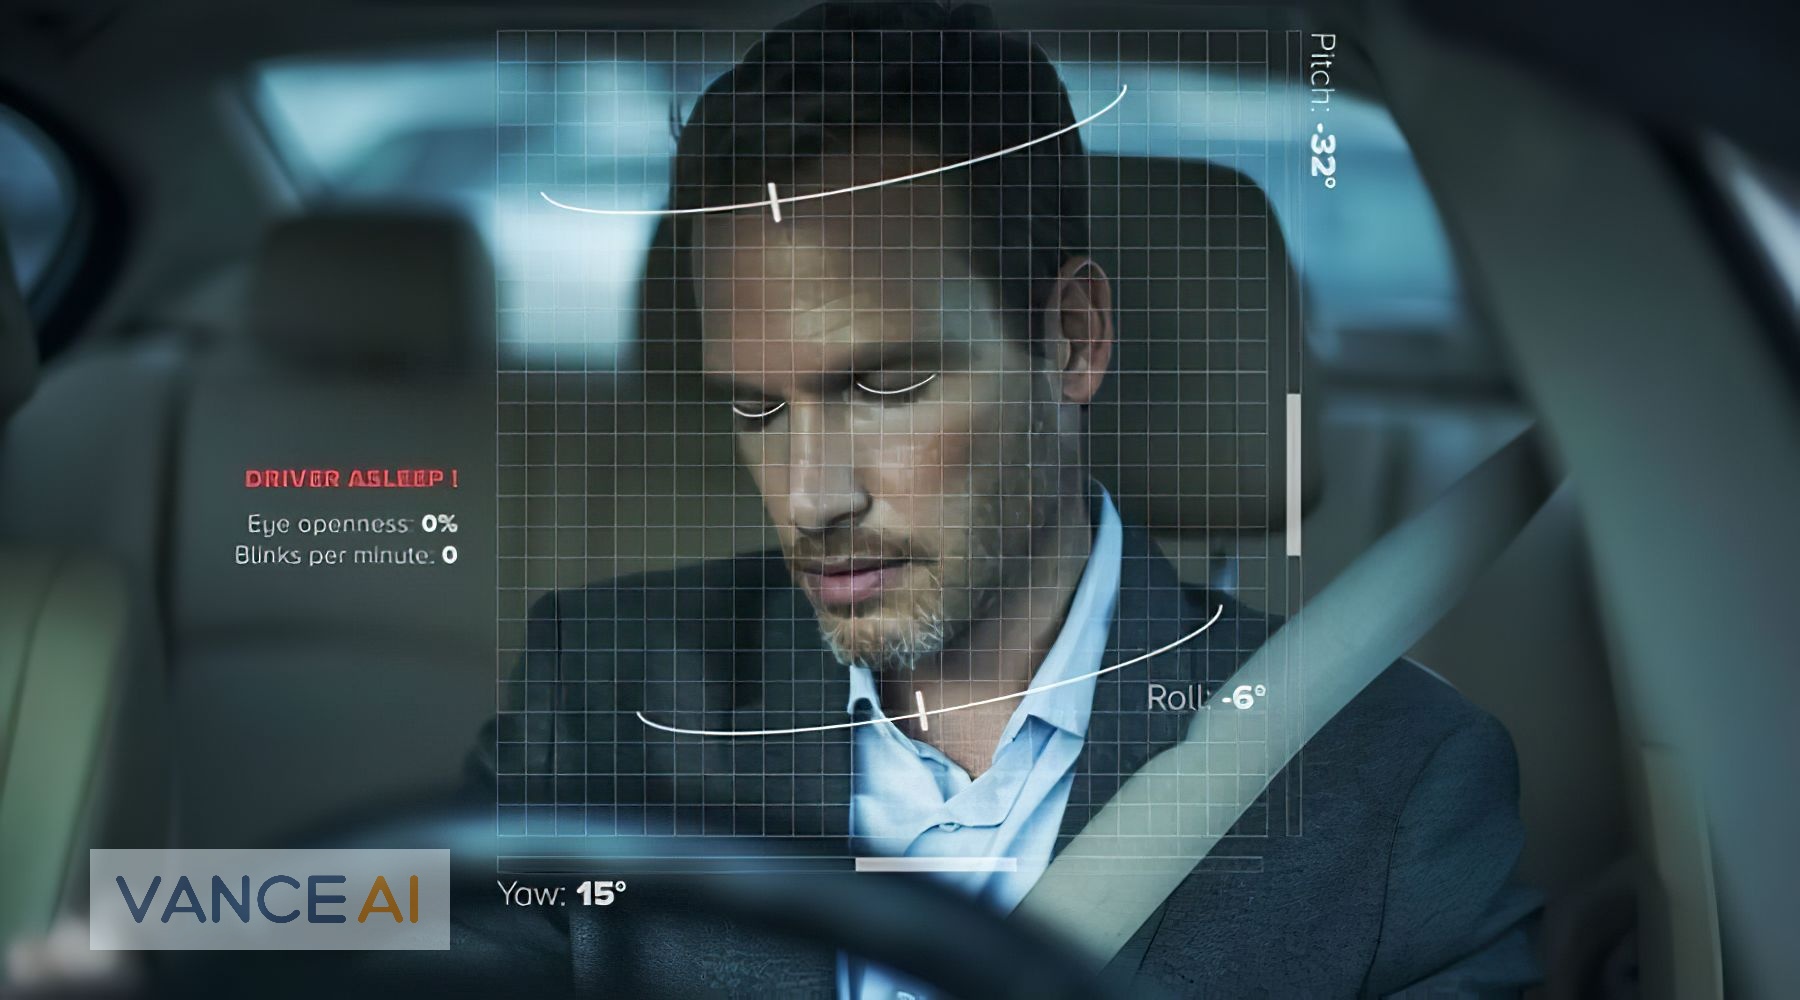 Pitch: -32°
DRIVER ASLEEP !
Eye openness: 0%
Blinks per minute: 0
Roll: -6°
Yaw: 15°
VANCE AI